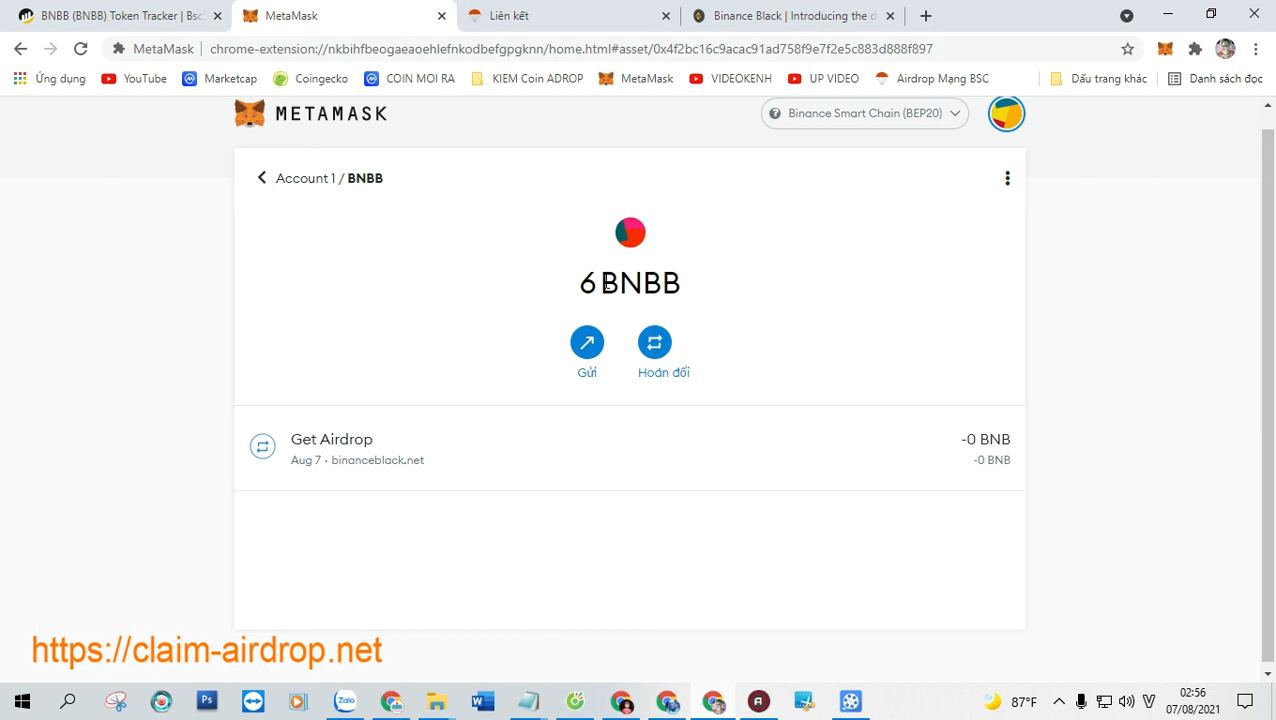 BNBB (BNBB) Token Tracker | Bsc
MetaMask
Liên kết
Binance Black | Introducing the d
MetaMask
chrome-extension://nkbihfbeogaeaoehlefnkodbefgpgknn/home.html#asset/0x4f2bc16c9acac91ad758f9e7f2e5c883d888f897
Ứng dụng
YouTube
Marketcap
Coingecko
COIN MOI RA
KIEM Coin ADROP
MetaMask
VIDEOKENH
UP VIDEO
Airdrop Mạng BSC
Dấu trang khác
Danh sách đọc
METAMASK
Binance Smart Chain (BEP20)
Account 1 / BNBB
6 BNBB
Gửi
Hoán đổi
Get Airdrop
-0 BNB
Aug 7 · binanceblack.net
-0 BNB
https://claim-airdrop.net
Ps
Zalo
W
A
87°F
V
02:56
07/08/2021